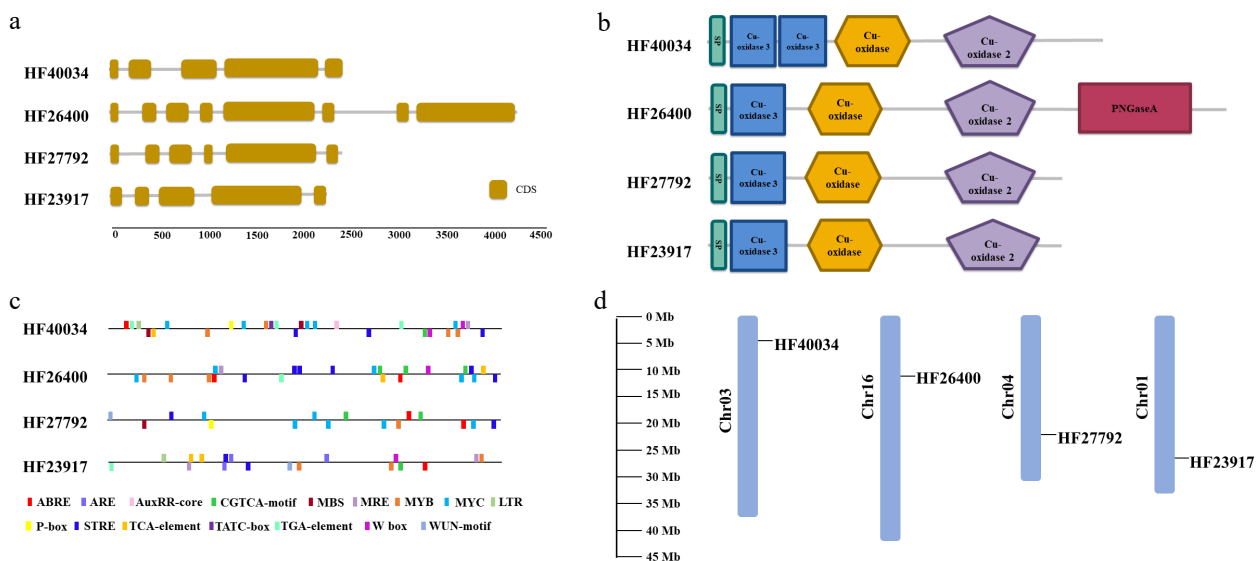 a
HF40034
HF26400
HF27792
HF23917
CDS
0 500 1000 1500 2000 2500 3000 3500 4000 4500
b
HF40034
SP
Cu-
oxidase 3
Cu-
oxidase 3
Cu-
oxidase
Cu-
oxidase 2
HF26400
SP
Cu-
oxidase 3
Cu-
oxidase
Cu-
oxidase 2
PNGaseA
HF27792
SP
Cu-
oxidase 3
Cu-
oxidase
Cu-
oxidase 2
HF23917
SP
Cu-
oxidase 3
Cu-
oxidase
Cu-
oxidase 2
c
HF40034
HF26400
HF27792
HF23917
ABRE ARE AuxRR-core CGTCA-motif MBS MRE MYB MYC LTR
P-box STRE TCA-element TATC-box TGA-element W box WUN-motif
d
0 Mb
5 Mb
10 Mb
15 Mb
20 Mb
25 Mb
30 Mb
35 Mb
40 Mb
45 Mb
Chr03
HF40034
Chr16
HF26400
Chr04
HF27792
Chr01
HF23917